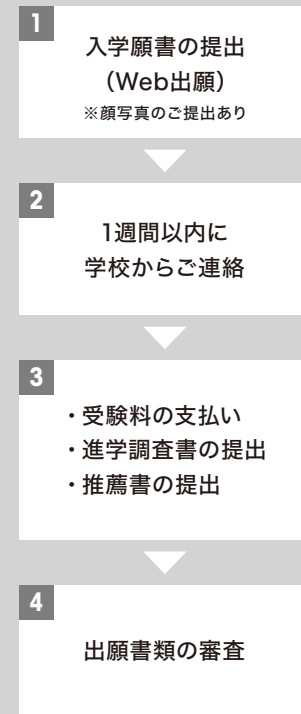 1
入学願書の提出
（Web出願）
※顔写真のご提出あり
2
1週間以内に
学校からご連絡
3
・受験料の支払い
・進学調査書の提出
・推薦書の提出
4
出願書類の審査